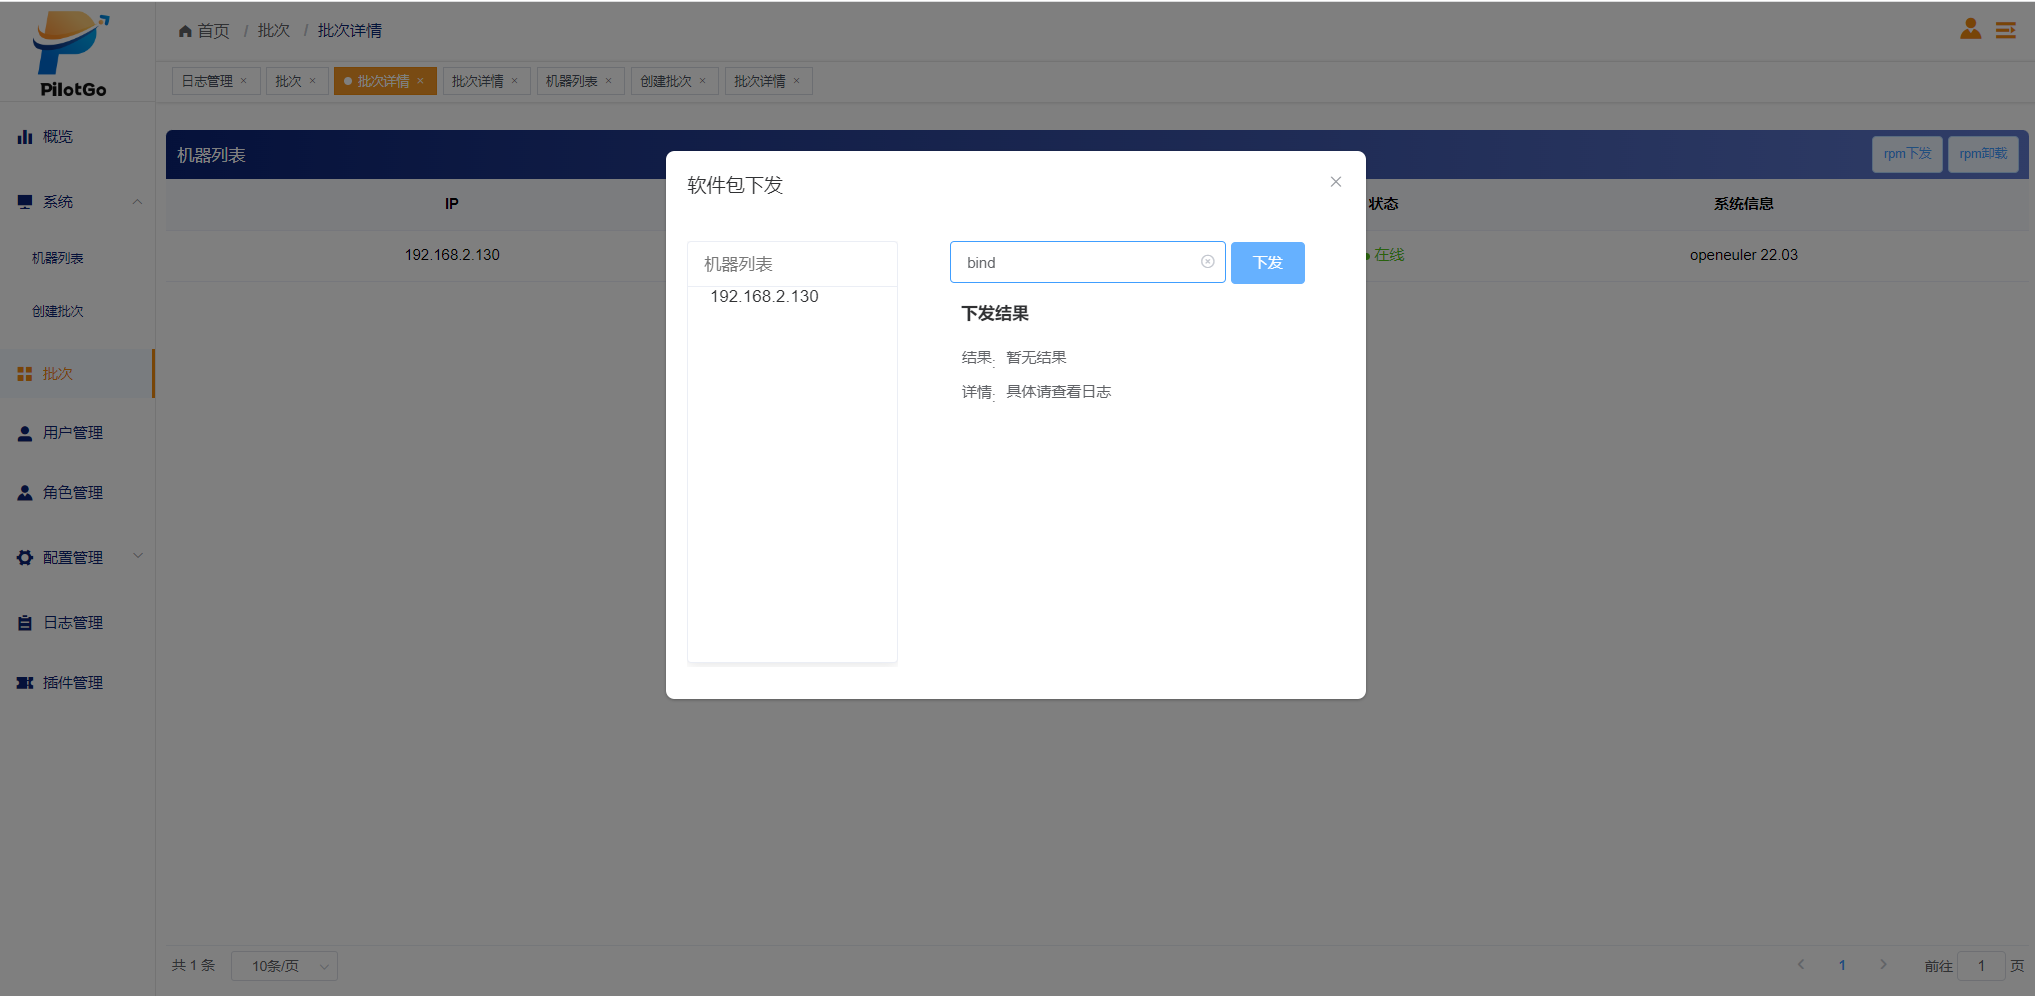 PilotGo
首页 / 批次 / 批次详情
日志管理 × 批次 × 批次详情 × 批次详情 × 机器列表 × 创建批次 × 批次详情 ×
概览
系统
机器列表
创建批次
批次
用户管理
角色管理
配置管理
日志管理
插件管理
机器列表
rpm下发 rpm卸载
IP 状态 系统信息
192.168.2.130 在线 openeuler 22.03
软件包下发
机器列表
192.168.2.130
bind 下发
下发结果
结果: 暂无结果
详情: 具体请查看日志
共 1 条 10条/页 1 前往 1 页